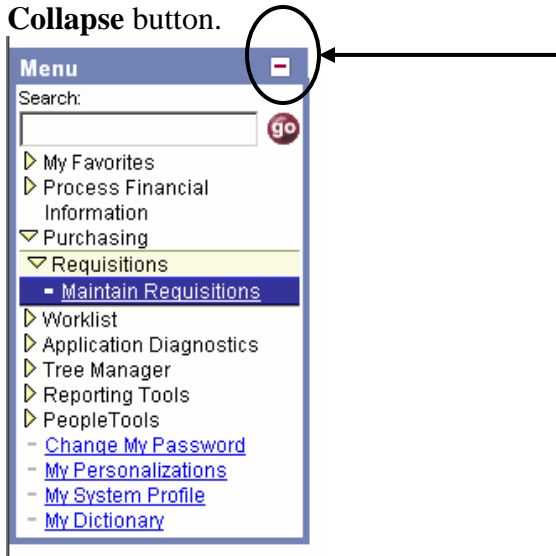 Collapse button.
Menu
Search:
go
My Favorites
Process Financial
Information
Purchasing
Requisitions
Maintain Requisitions
Worklist
Application Diagnostics
Tree Manager
Reporting Tools
PeopleTools
Change My Password
My Personalizations
My System Profile
My Dictionary